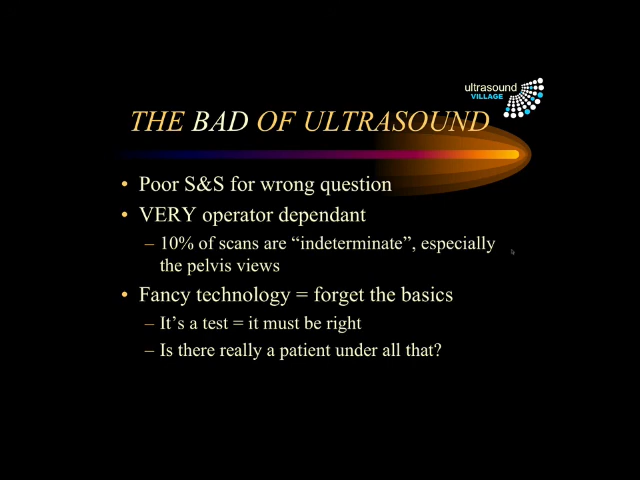 ultrasound
VILLAGE
THE BAD OF ULTRASOUND
• Poor S&S for wrong question
• VERY operator dependant
– 10% of scans are “indeterminate”, especially
the pelvis views
• Fancy technology = forget the basics
– It’s a test = it must be right
– Is there really a patient under all that?